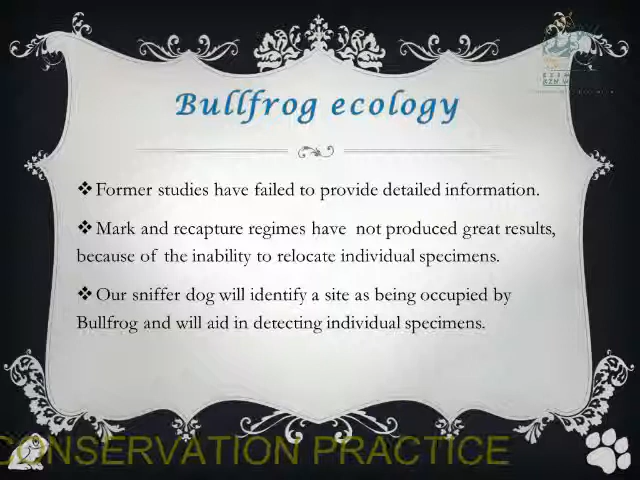 Bullfrog ecology
❖Former studies have failed to provide detailed information.
❖Mark and recapture regimes have not produced great results,
because of the inability to relocate individual specimens.
❖Our sniffer dog will identify a site as being occupied by
Bullfrog and will aid in detecting individual specimens.
CONSERVATION PRACTICE